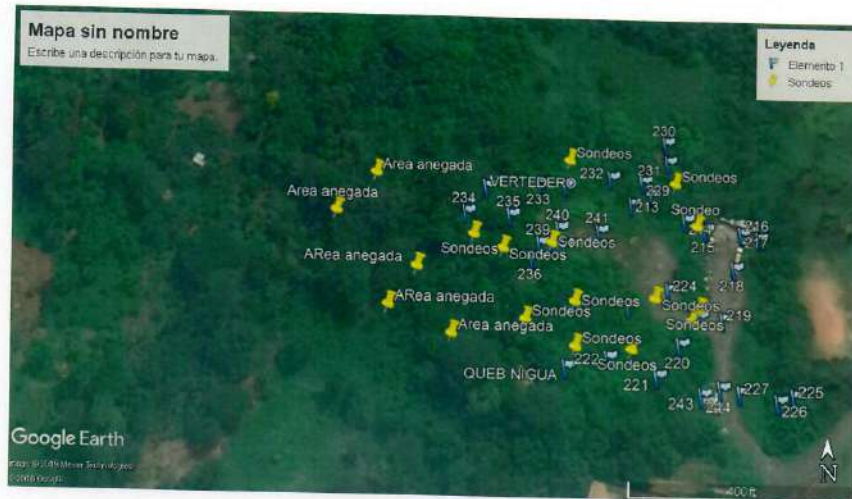 Mapa sin nombre
Escribe una descripción para tu mapa.
Leyenda
Elemento 1
Sondeos
230
Sondeos
Area anegada
231
Sondeos
232
229
VERTEDERO
233
Area anegada
213
234
235
Sondeo
216
240
241
239
215
217
Sondeos
Sondeos
Sondeos
236
ARea anegada
218
224
ARea anegada
Sondeos
Sondeos
Sondeos
219
Sondeos
Area anegada
Sondeos
222
Sondeos
220
QUEB NIGUA
221
227
225
243
226
Google Earth
400 ft
N